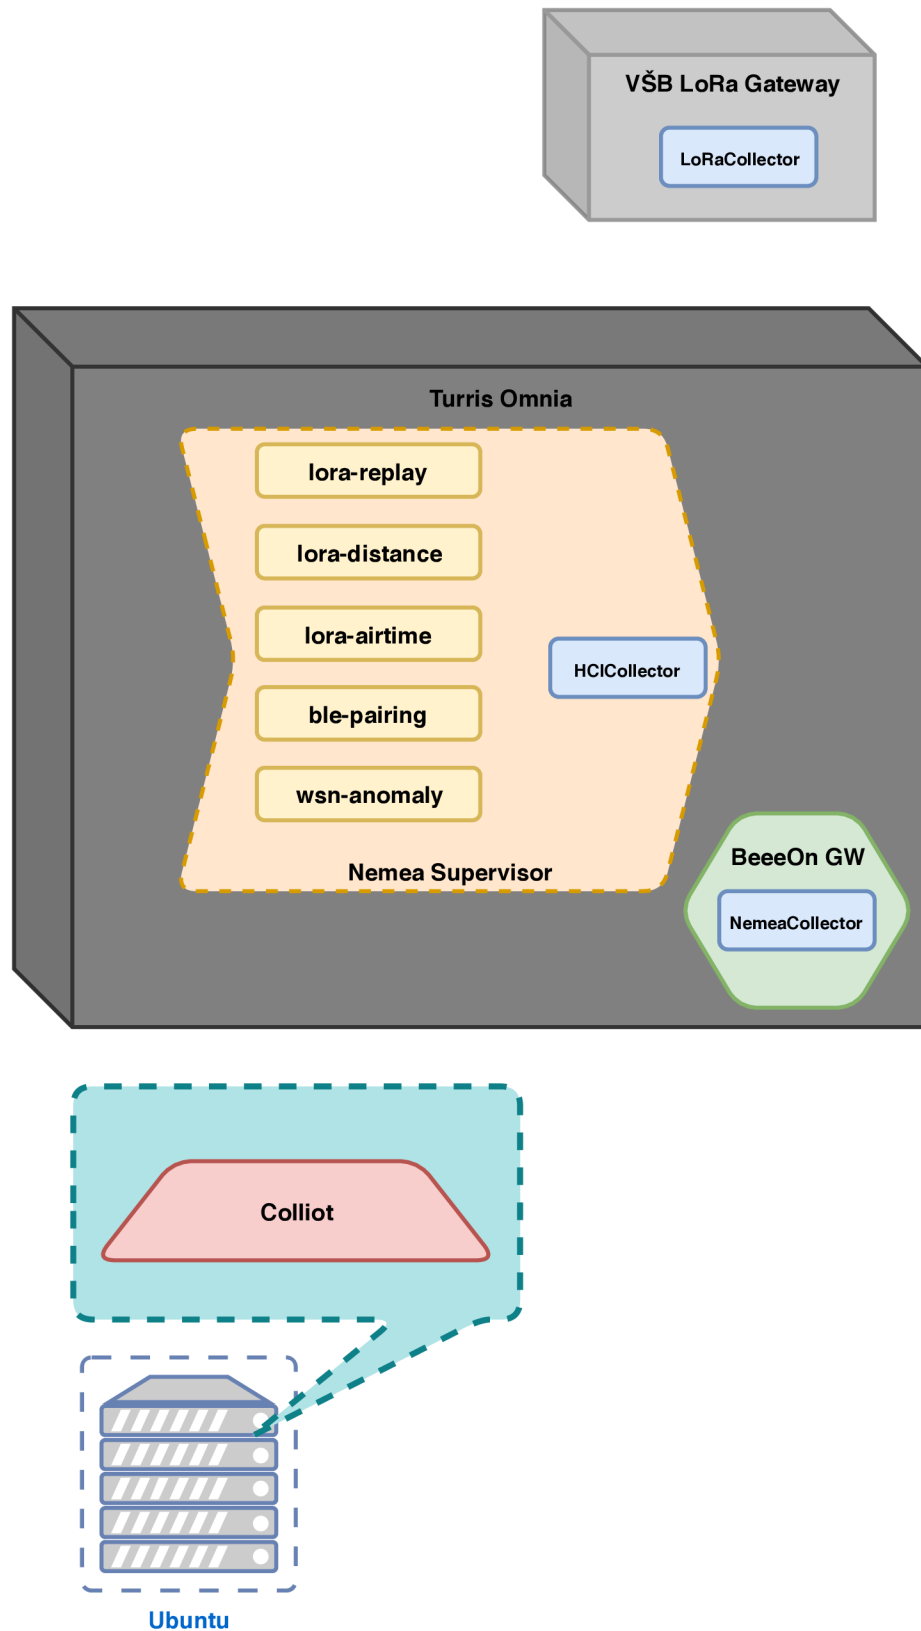 VŠB LoRa Gateway
LoRaCollector
Turris Omnia
lora-replay
lora-distance
lora-airtime
HCICollector
ble-pairing
wsn-anomaly
Nemea Supervisor
BeeeOn GW
NemeaCollector
Colliot
Ubuntu